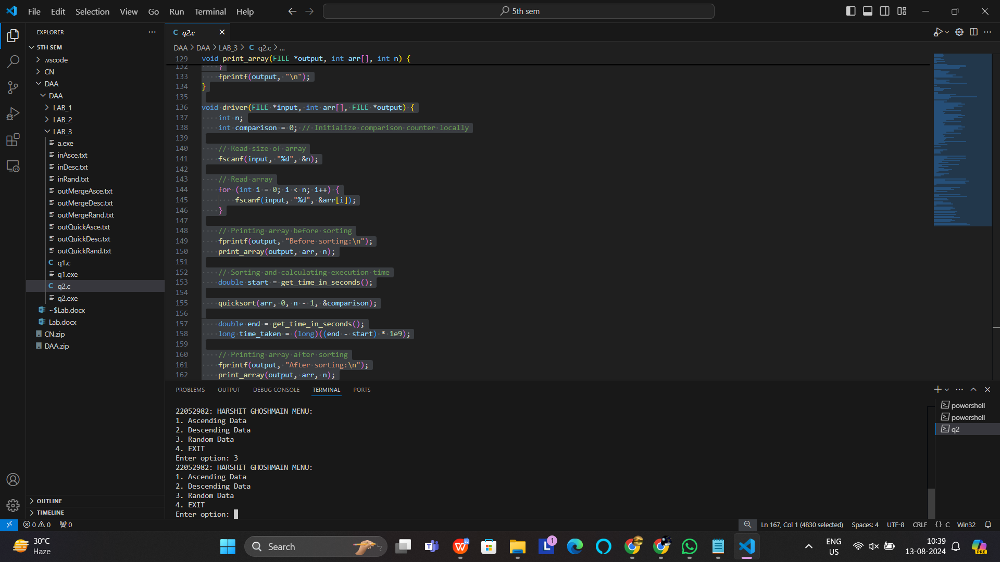 File Edit Selection View Go Run Terminal Help
5th sem
EXPLORER
5TH SEM
.vscode
CN
DAA
DAA
LAB_1
LAB_2
LAB_3
a.exe
inAsce.txt
inDesc.txt
inRand.txt
outMergeAsce.txt
outMergeDesc.txt
outMergeRand.txt
outQuickAsce.txt
outQuickDesc.txt
outQuickRand.txt
C q1.c
q1.exe
C q2.c
q2.exe
~$Lab.docx
Lab.docx
CN.zip
DAA.zip
OUTLINE
TIMELINE
C q2.c
DAA > DAA > LAB_3 > C q2.c > ...
129 void print_array(FILE *output, int arr[], int n) {
132 }
133 fprintf(output, "\n");
134 }
135
136 void driver(FILE *input, int arr[], FILE *output) {
137 int n;
138 int comparison = 0; // Initialize comparison counter locally
139
140 // Read size of array
141 fscanf(input, "%d", &n);
142
143 // Read array
144 for (int i = 0; i < n; i++) {
145 fscanf(input, "%d", &arr[i]);
146 }
147
148 // Printing array before sorting
149 fprintf(output, "Before sorting:\n");
150 print_array(output, arr, n);
151
152 // Sorting and calculating execution time
153 double start = get_time_in_seconds();
154
155 quicksort(arr, 0, n - 1, &comparison);
156
157 double end = get_time_in_seconds();
158 long time_taken = (long)((end - start) * 1e9);
159
160 // Printing array after sorting
161 fprintf(output, "After sorting:\n");
162 print_array(output, arr, n);
PROBLEMS OUTPUT DEBUG CONSOLE TERMINAL PORTS
22052982: HARSHIT GHOSHMAIN MENU:
1. Ascending Data
2. Descending Data
3. Random Data
4. EXIT
Enter option: 3
22052982: HARSHIT GHOSHMAIN MENU:
1. Ascending Data
2. Descending Data
3. Random Data
4. EXIT
Enter option:
powershell
powershell
q2
0 0 0
Ln 167, Col 1 (4830 selected) Spaces: 4 UTF-8 CRLF {} C Win32
30°C
Haze
Search
1
ENG
US
10:39
13-08-2024
PRE